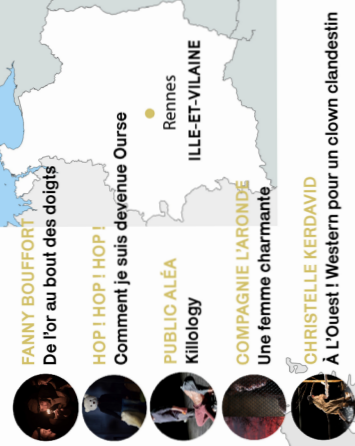 FANNY BOUFFORT
De l'or au bout des doigts
HOP ! HOP ! HOP !
Comment je suis devenue Ourse
PUBLIC ALÉA
Killology
COMPAGNIE L'ARONDE
Une femme charmante
CHRISTELLE KERDAVID
À L'Ouest ! Western pour un clown clandestin
Rennes
ILLE-ET-VILAINE